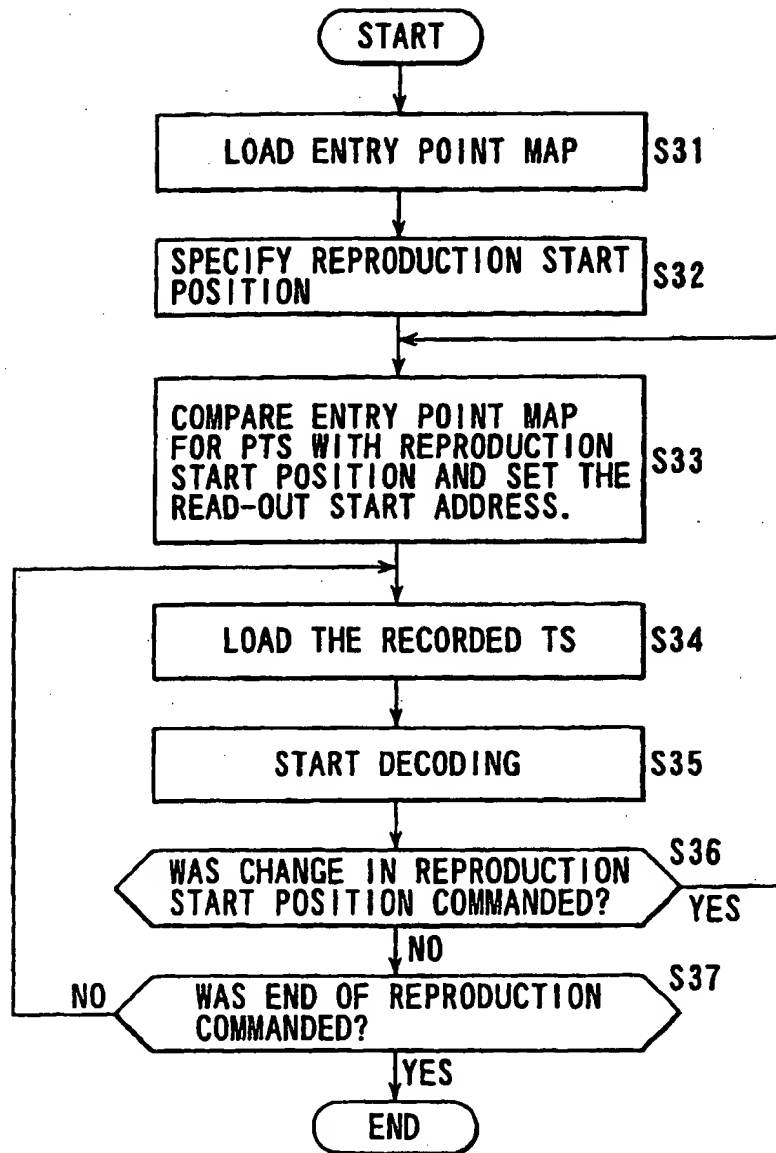 START
LOAD ENTRY POINT MAP
S31
SPECIFY REPRODUCTION START
POSITION
S32
COMPARE ENTRY POINT MAP
FOR PTS WITH REPRODUCTION
START POSITION AND SET THE
READ-OUT START ADDRESS.
S33
LOAD THE RECORDED TS
S34
START DECODING
S35
WAS CHANGE IN REPRODUCTION
START POSITION COMMANDED?
S36
YES
NO
WAS END OF REPRODUCTION
COMMANDED?
S37
NO
YES
END